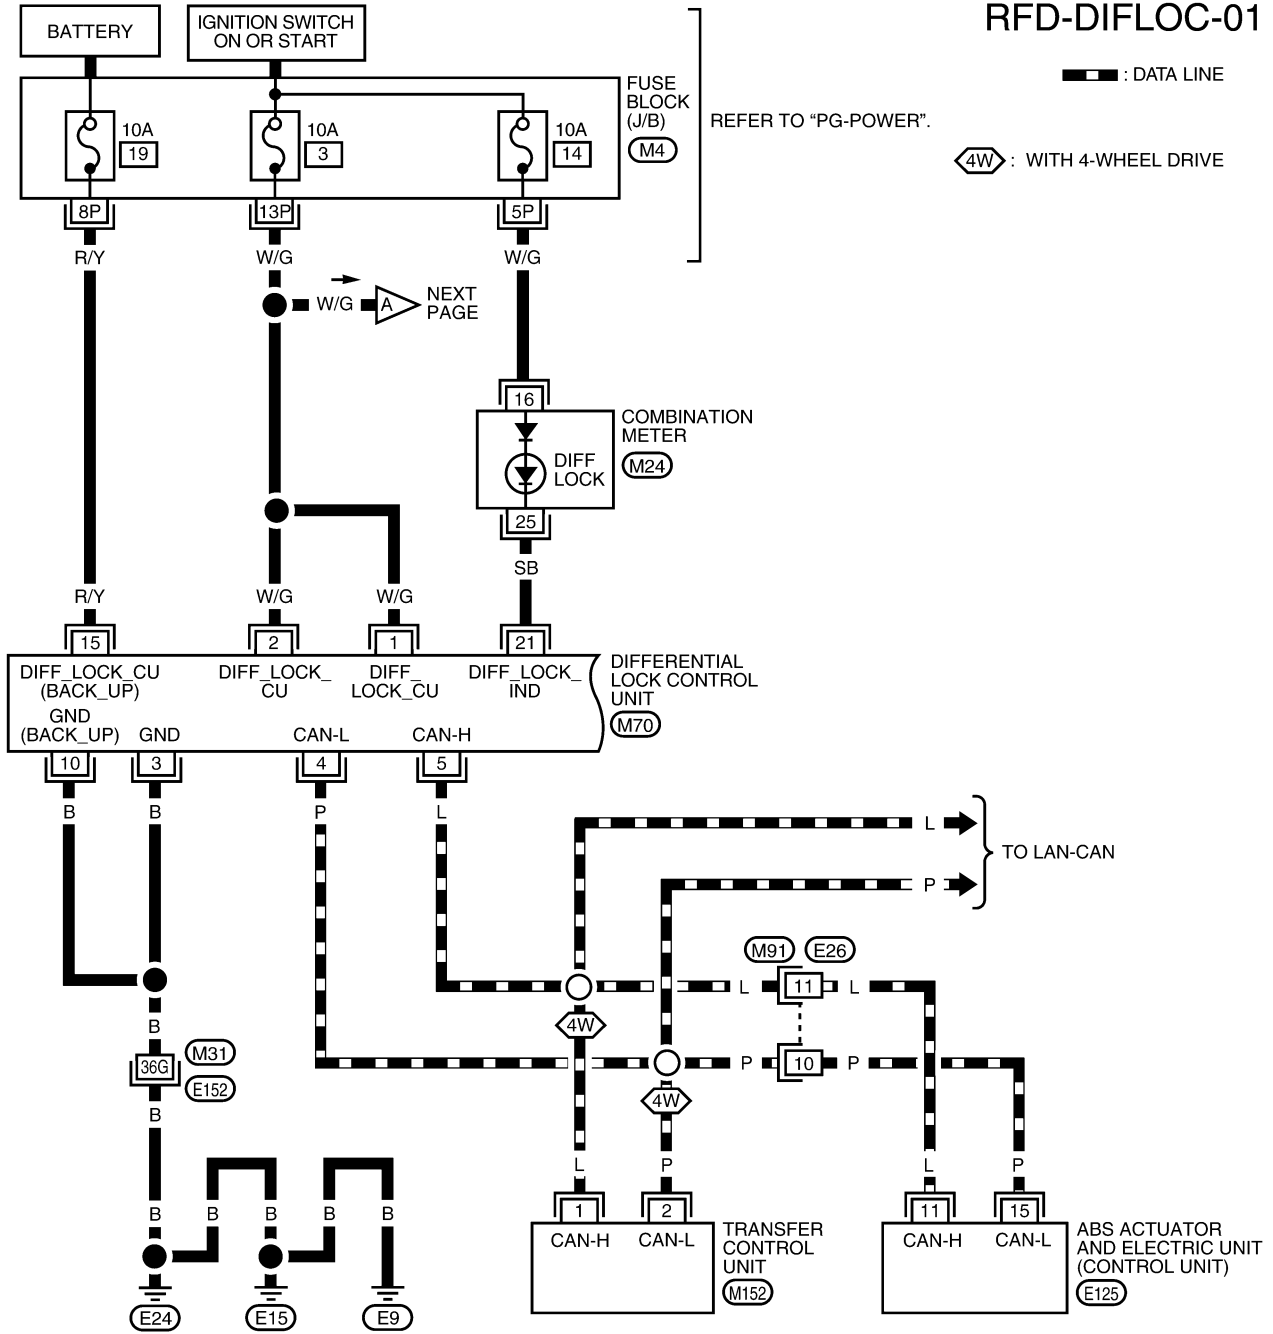 RFD-DIFLOC-01
BATTERY
IGNITION SWITCH
ON OR START
: DATA LINE
FUSE
BLOCK
(J/B)
M4
REFER TO “PG-POWER”.
4W : WITH 4-WHEEL DRIVE
10A
19
10A
3
10A
14
8P
13P
5P
R/Y
W/G
W/G
W/G
A
NEXT
PAGE
16
COMBINATION
METER
M24
DIFF
LOCK
25
SB
R/Y
W/G
W/G
15
2
1
21
DIFF_LOCK_CU
(BACK_UP)
DIFF_LOCK_
CU
DIFF_
LOCK_CU
DIFF_LOCK_
IND
DIFFERENTIAL
LOCK CONTROL
UNIT
M70
GND
(BACK_UP)
GND
CAN-L
CAN-H
10
3
4
5
B
B
P
L
L
P
TO LAN-CAN
M91
E26
L
11
L
4W
P
10
P
4W
B
36G
M31
E152
B
L
P
L
P
B
B
B
B
B
1
2
11
15
CAN-H
CAN-L
TRANSFER
CONTROL
UNIT
M152
CAN-H
CAN-L
ABS ACTUATOR
AND ELECTRIC UNIT
(CONTROL UNIT)
E125
E24
E15
E9